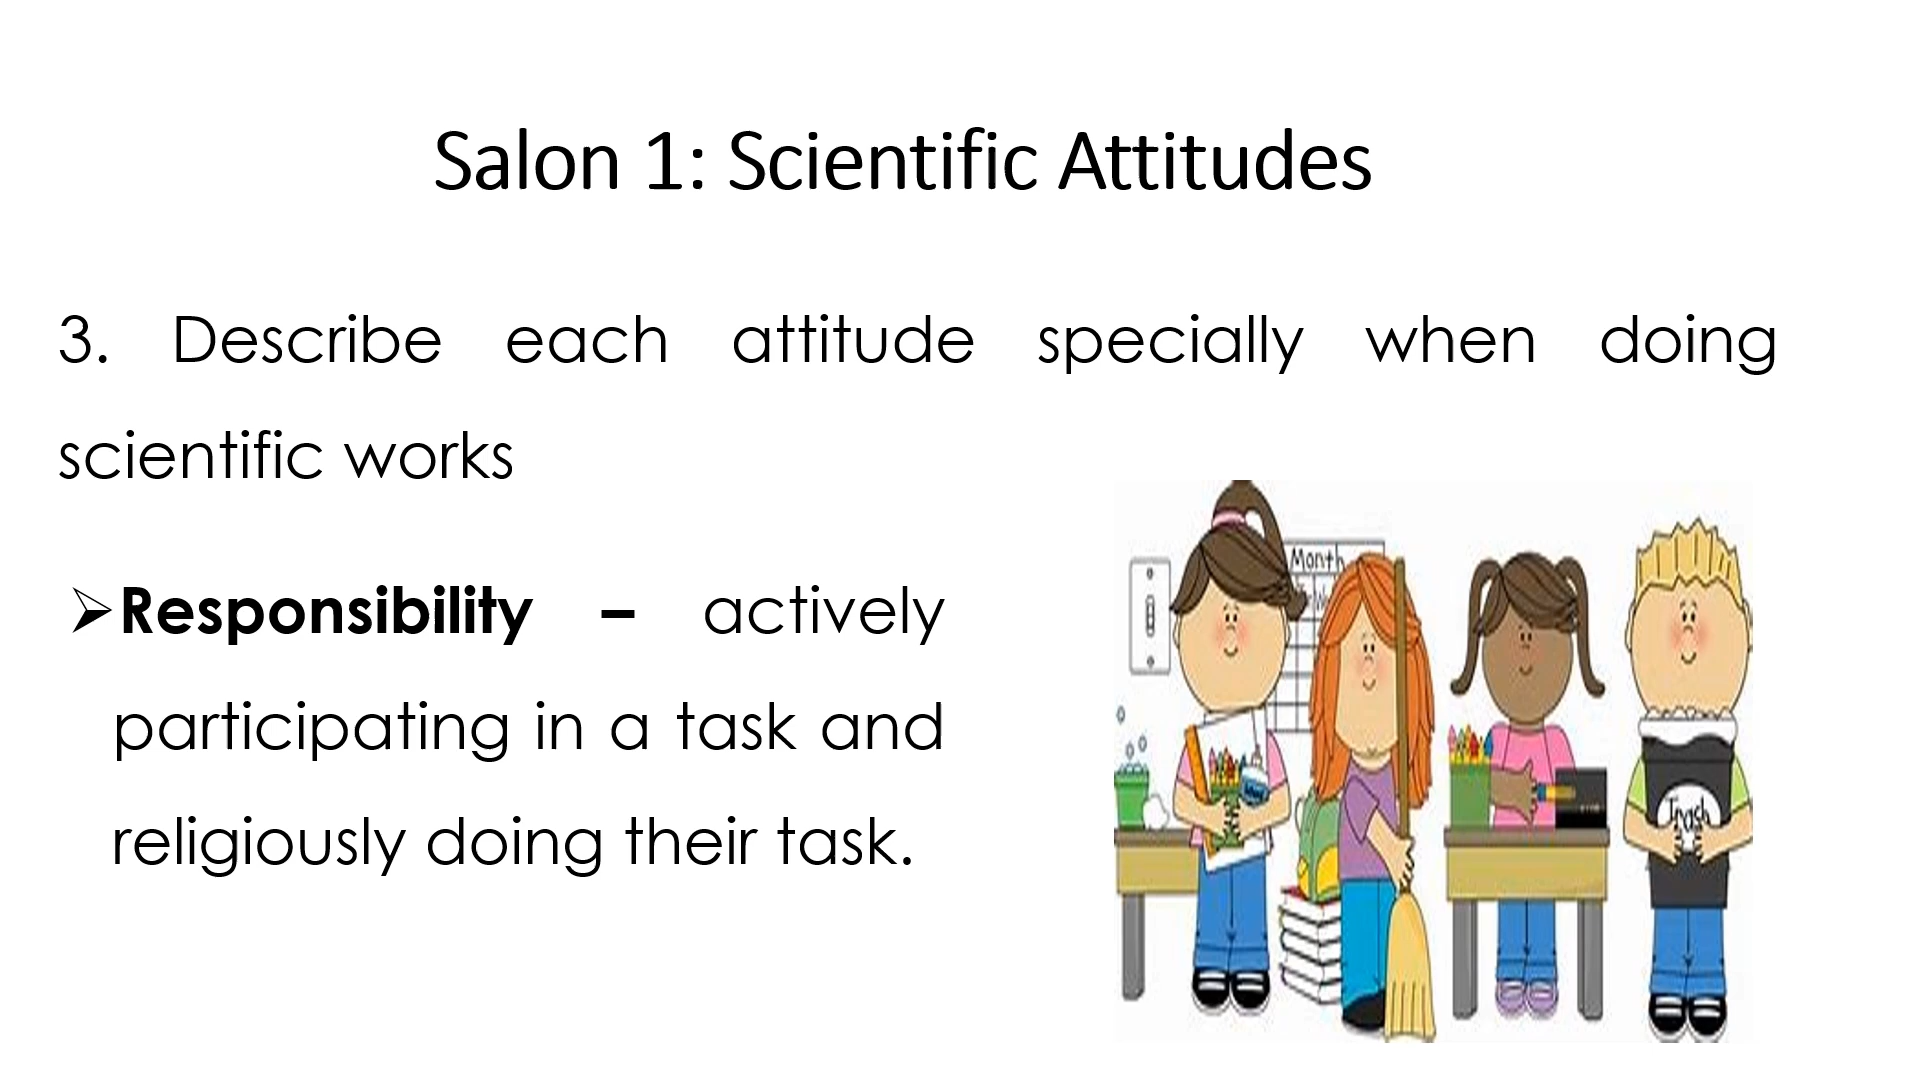 Salon 1: Scientific Attitudes
3. Describe each attitude specially when doing
scientific works
➢Responsibility – actively
participating in a task and
religiously doing their task.
Month
Trash